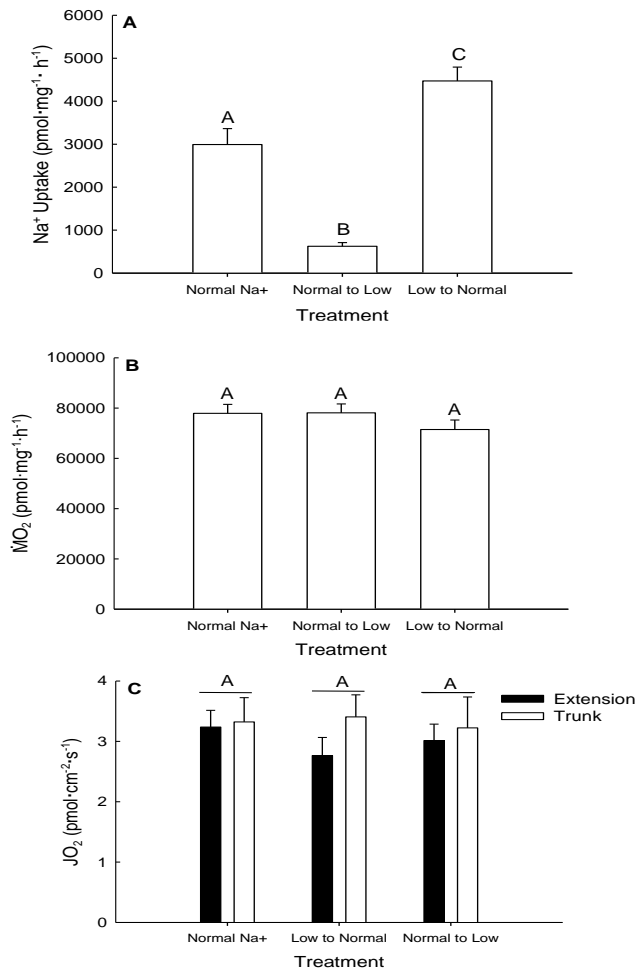 A
6000
5000
4000
3000
2000
1000
0
Na⁺ Uptake (pmol·mg⁻¹· h⁻¹)
A
B
C
Normal Na+ Normal to Low Low to Normal
Treatment
B
100000
80000
60000
40000
20000
0
ṀO₂ (pmol·mg⁻¹·h⁻¹)
A
A
A
Normal Na+ Normal to Low Low to Normal
Treatment
C
4
3
2
1
0
JO₂ (pmol·cm⁻²·s⁻¹)
A
A
A
Extension
Trunk
Normal Na+ Low to Normal Normal to Low
Treatment